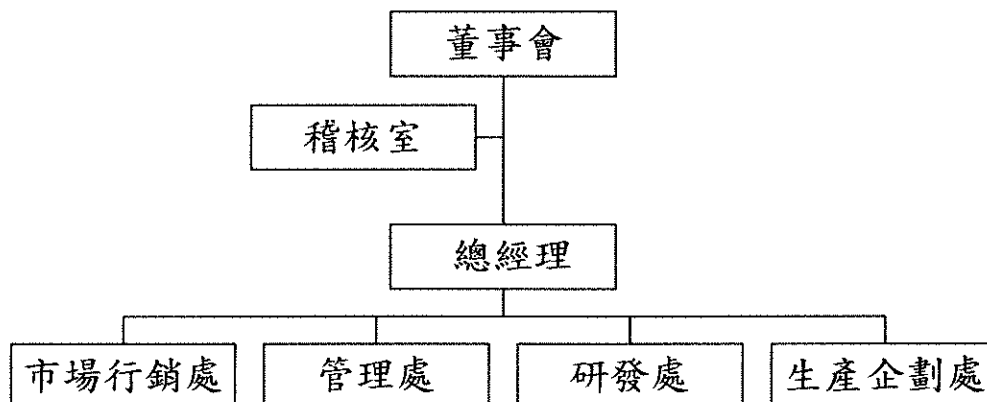 董事會
稽核室
總經理
市場行銷處
管理處
研發處
生產企劃處